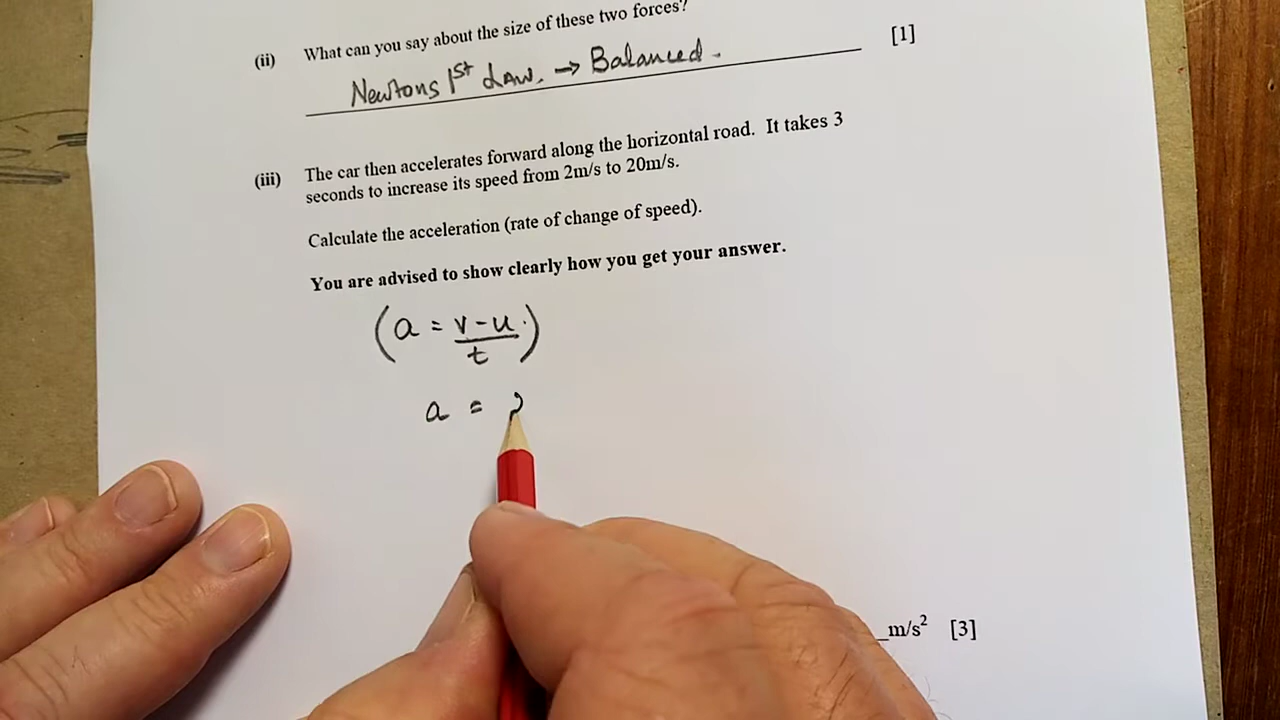 (ii) What can you say about the size of these two forces?
Newtons 1st Law. → Balanced. [1]
(iii) The car then accelerates forward along the horizontal road. It takes 3
seconds to increase its speed from 2m/s to 20m/s.
Calculate the acceleration (rate of change of speed).
You are advised to show clearly how you get your answer.
(a = v-u.
t)
a = 2
_m/s² [3]